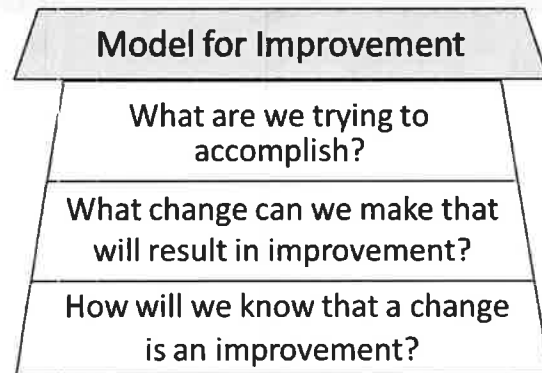 Model for Improvement
What are we trying to
accomplish?
What change can we make that
will result in improvement?
How will we know that a change
is an improvement?